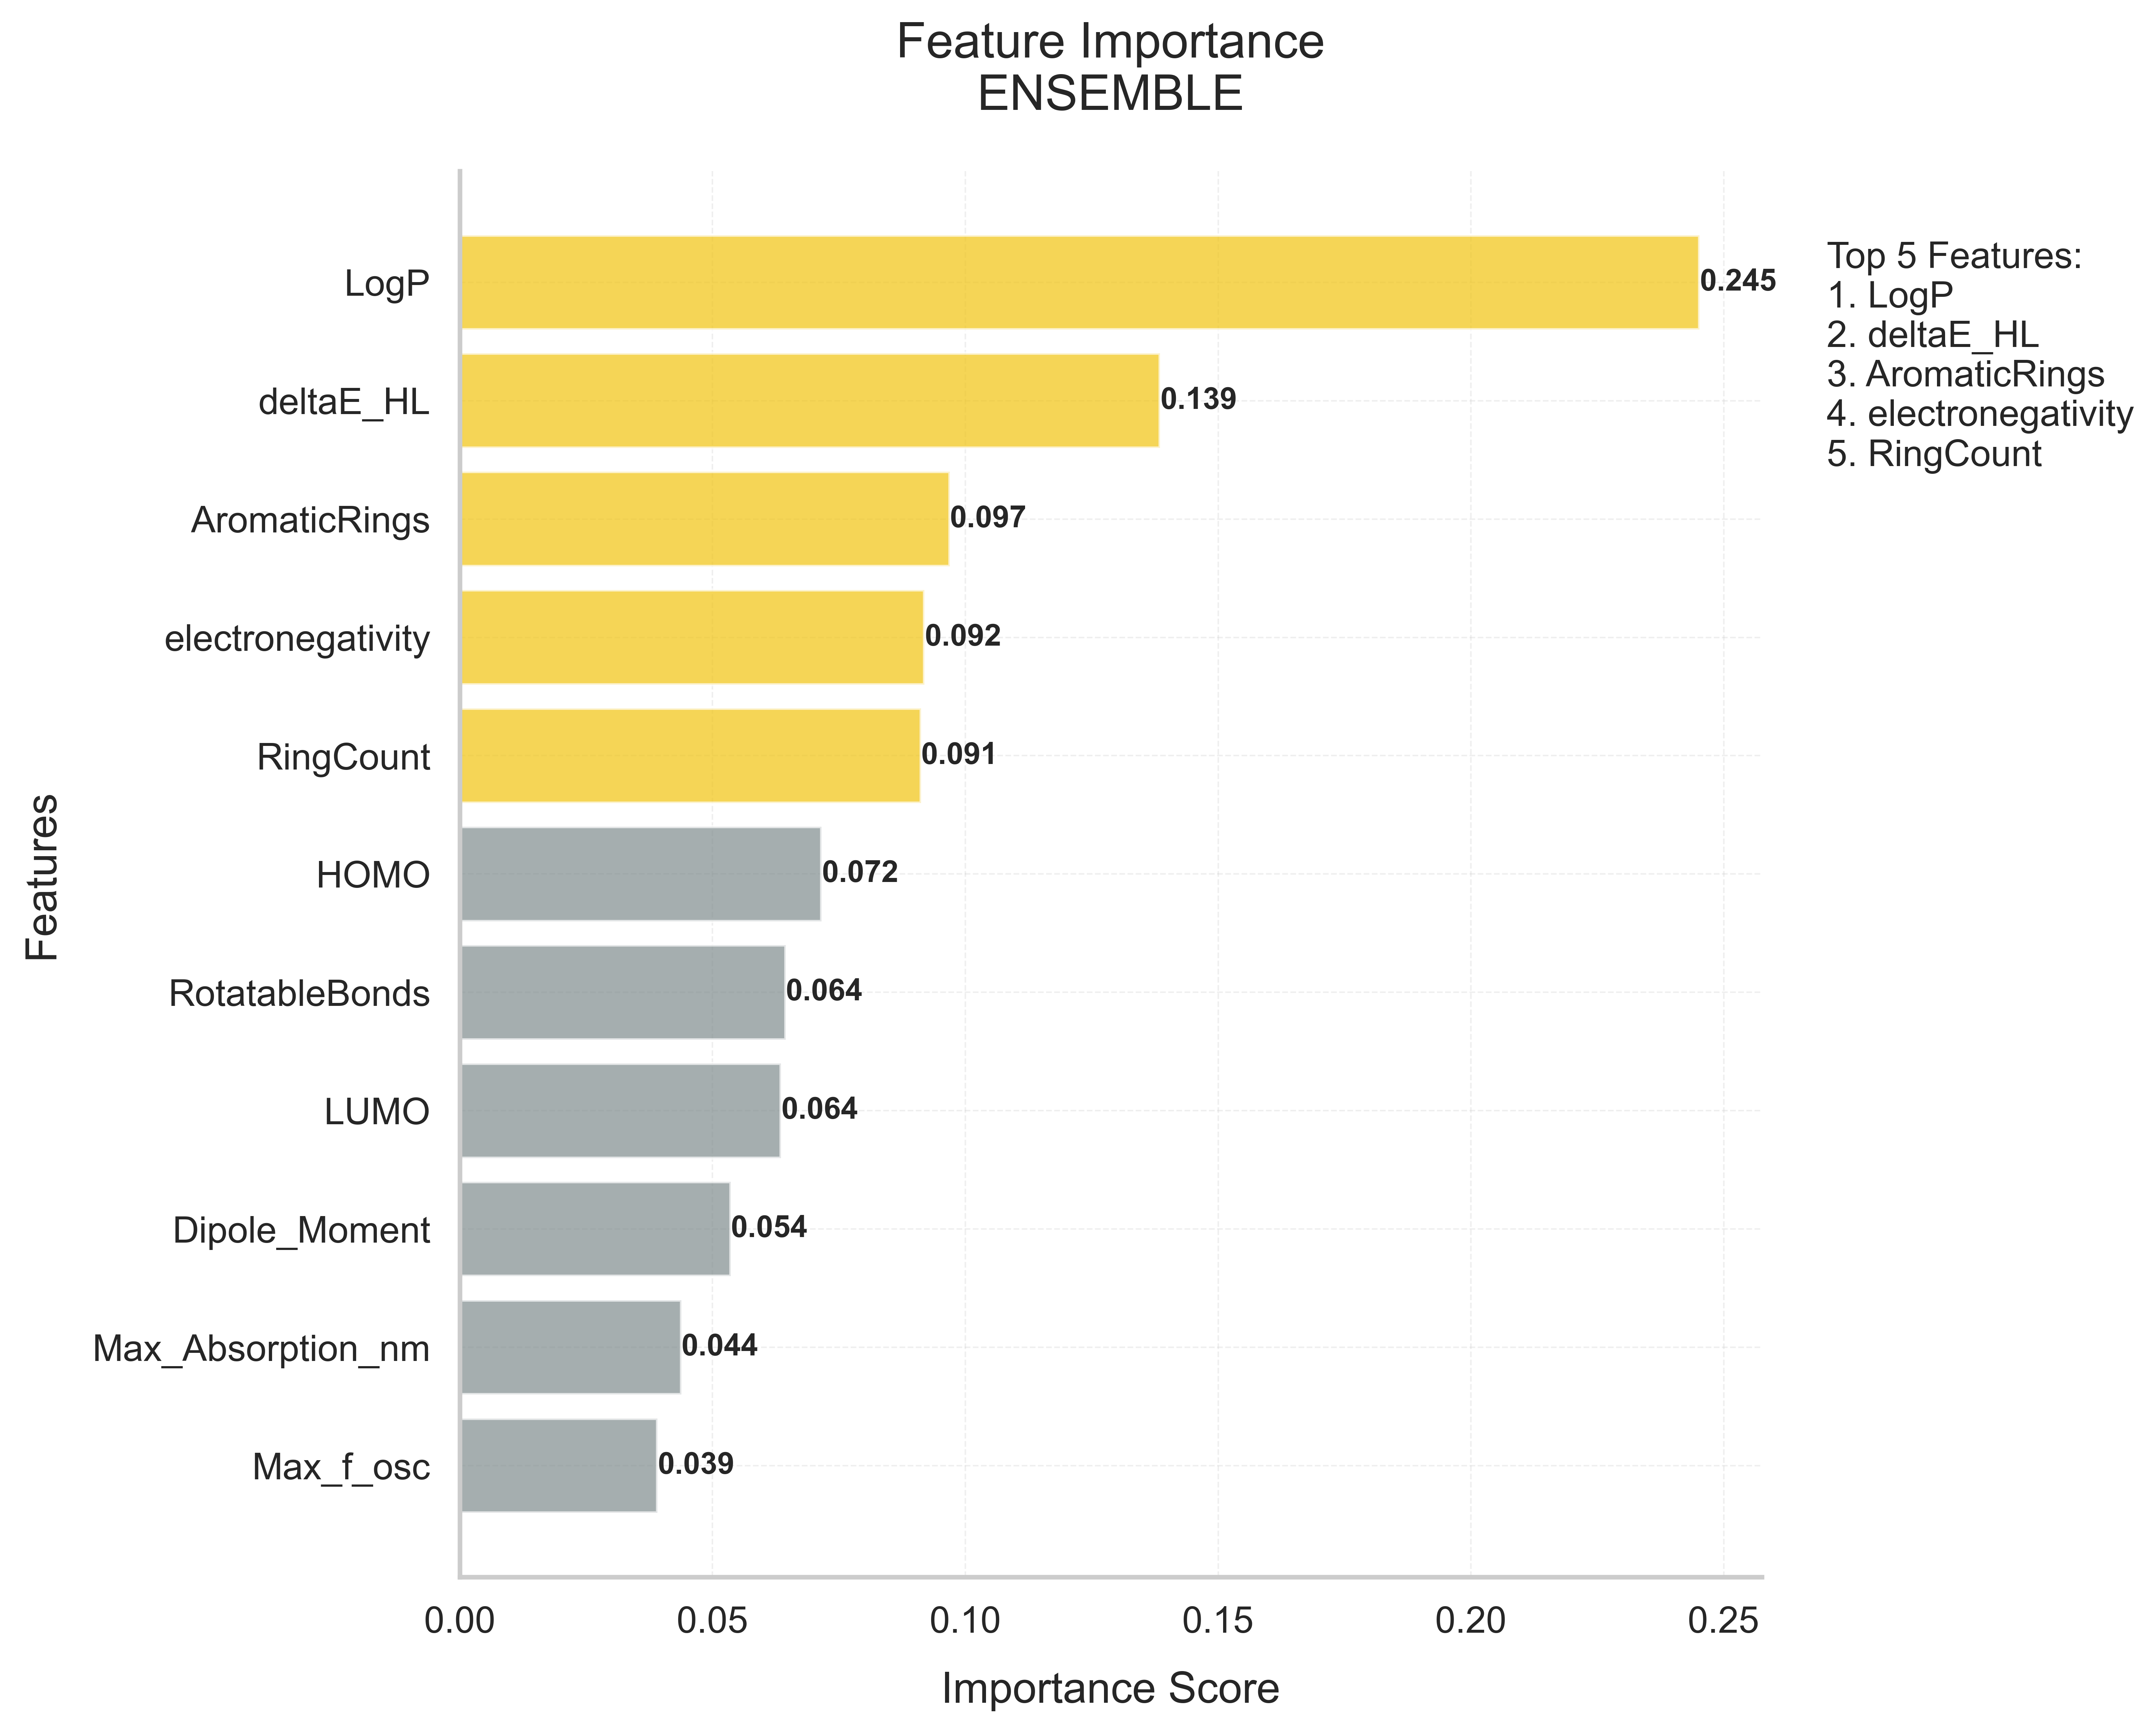 Feature Importance
ENSEMBLE
LogP
0.245
deltaE_HL
0.139
AromaticRings
0.097
electronegativity
0.092
RingCount
0.091
HOMO
0.072
RotatableBonds
0.064
LUMO
0.064
Dipole_Moment
0.054
Max_Absorption_nm
0.044
Max_f_osc
0.039
Features
0.00 0.05 0.10 0.15 0.20 0.25
Importance Score
Top 5 Features:
1. LogP
2. deltaE_HL
3. AromaticRings
4. electronegativity
5. RingCount